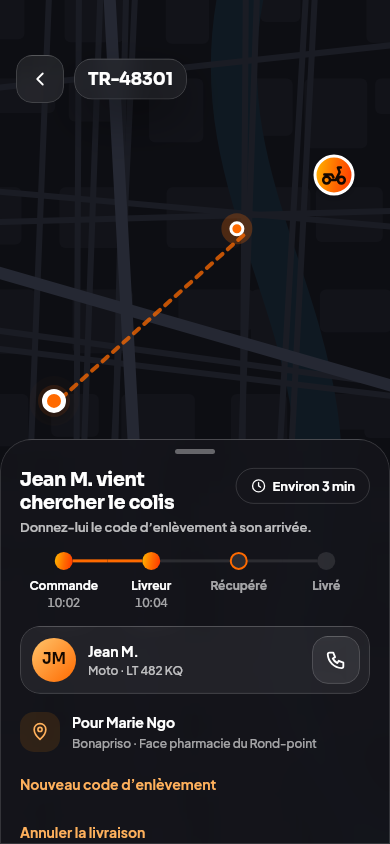 TR-48301
Jean M. vient
chercher le colis
Environ 3 min
Donnez-lui le code d’enlèvement à son arrivée.
Commande
Livreur
Récupéré
Livré
10:02
10:04
JM
Jean M.
Moto · LT 482 KQ
Pour Marie Ngo
Bonapriso · Face pharmacie du Rond-point
Nouveau code d’enlèvement
Annuler la livraison